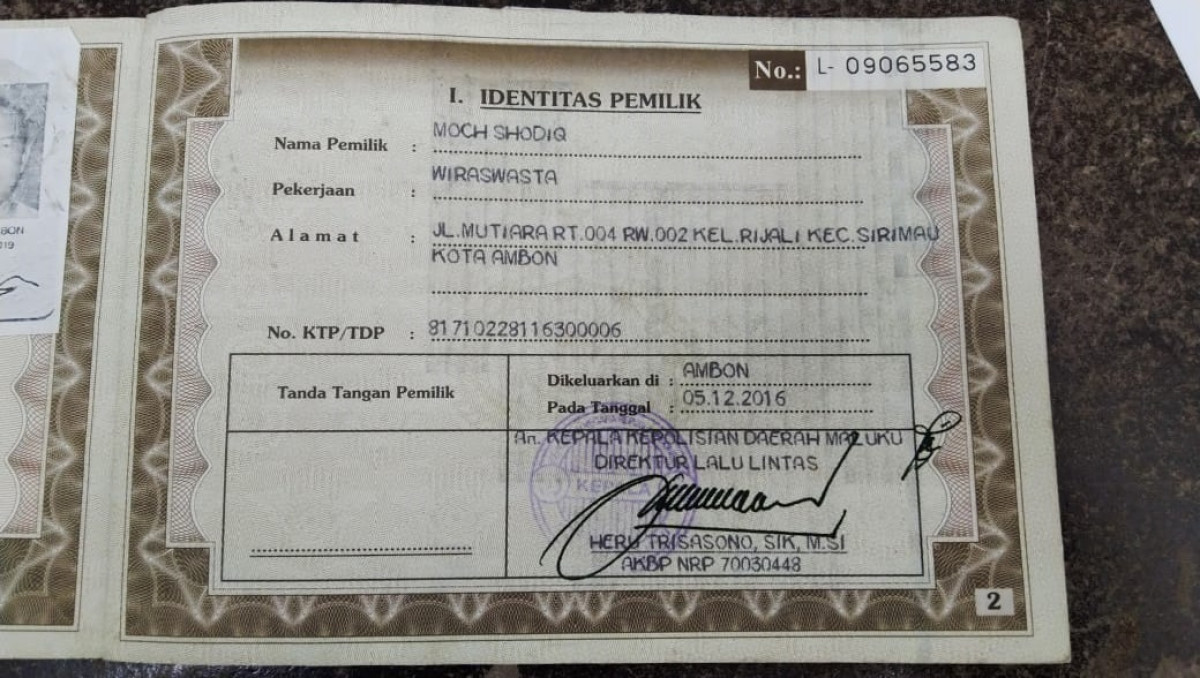 No.: L- 09065583
I. IDENTITAS PEMILIK
Nama Pemilik : MOCH SHODIQ
Pekerjaan : WIRASWASTA
Alamat : JL.MUTIARA RT.004 RW.002 KEL.RIJALI KEC.SIRIMAU
KOTA AMBON
No. KTP/TDP : 81710228116300006
Tanda Tangan Pemilik
Dikeluarkan di : AMBON
Pada Tanggal : 05.12.2016
An. KEPALA KEPOLISIAN DAERAH MALUKU
DIREKTUR LALU LINTAS
KEPALA
HERU TRISASONO, SIK, M.SI
AKBP NRP 70030448
2